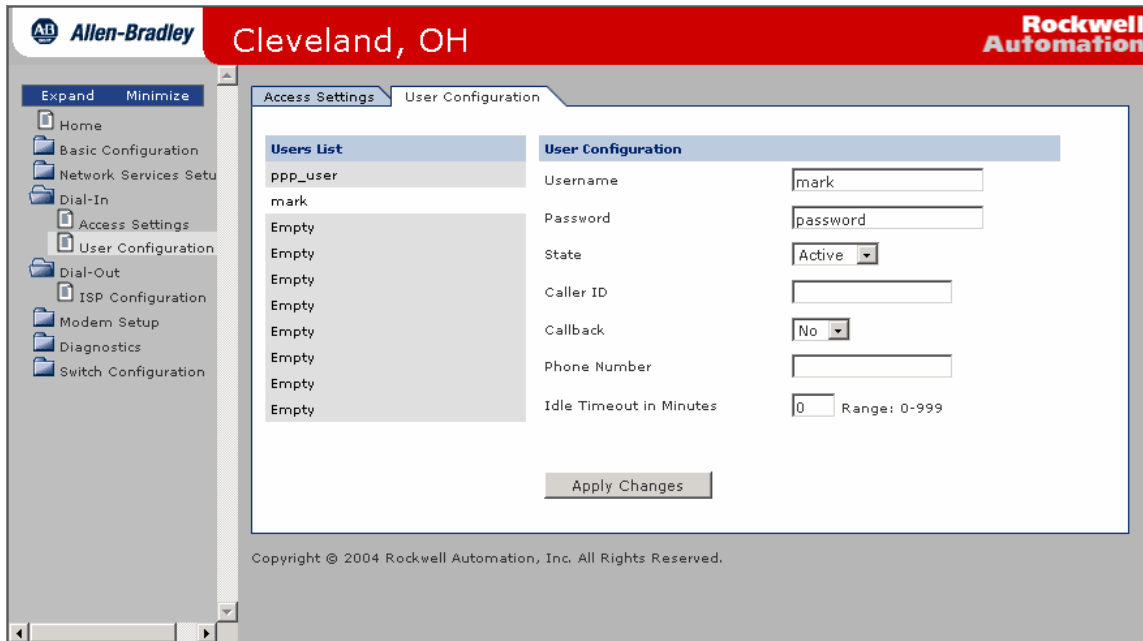 AB Allen-Bradley
Cleveland, OH
Rockwell
Automation
Expand Minimize
Home
Basic Configuration
Network Services Setu
Dial-In
Access Settings
User Configuration
Dial-Out
ISP Configuration
Modem Setup
Diagnostics
Switch Configuration
Access Settings User Configuration
Users List
ppp_user
mark
Empty
Empty
Empty
Empty
Empty
Empty
Empty
Empty
User Configuration
Username mark
Password password
State Active
Caller ID
Callback No
Phone Number
Idle Timeout in Minutes 0 Range: 0-999
Apply Changes
Copyright © 2004 Rockwell Automation, Inc. All Rights Reserved.